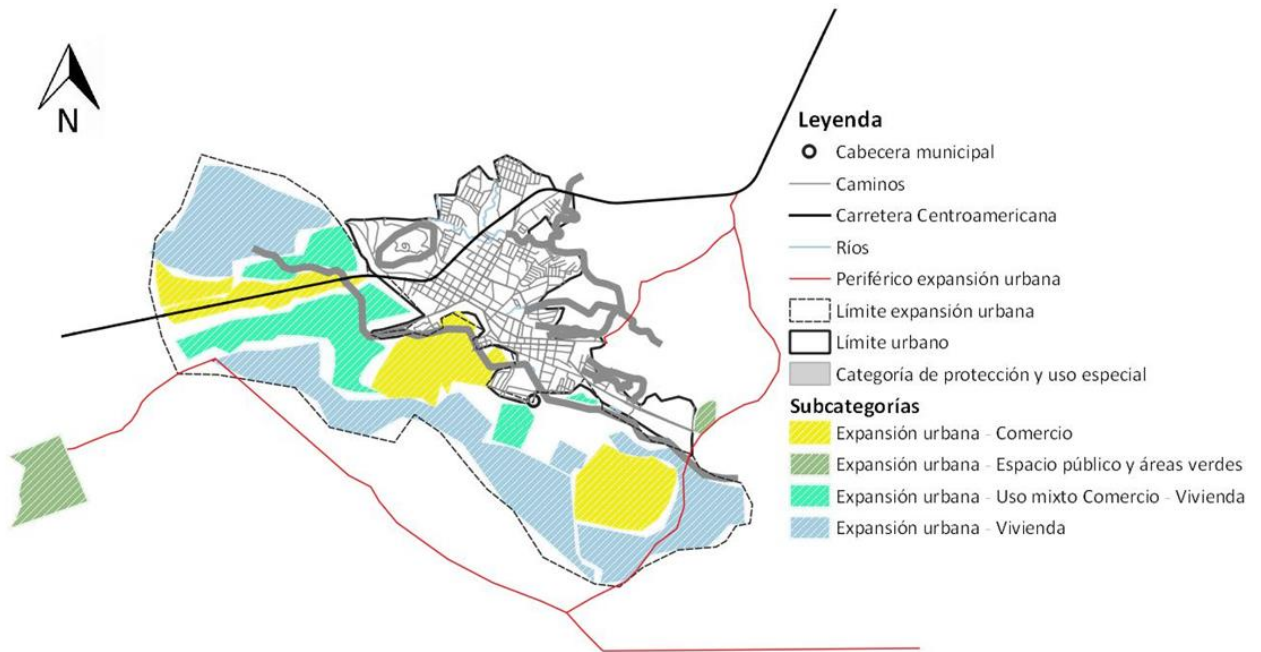 N
Leyenda
Cabecera municipal
Caminos
Carretera Centroamericana
Ríos
Periférico expansión urbana
Límite expansión urbana
Límite urbano
Categoría de protección y uso especial
Subcategorías
Expansión urbana - Comercio
Expansión urbana - Espacio público y áreas verdes
Expansión urbana - Uso mixto Comercio - Vivienda
Expansión urbana - Vivienda